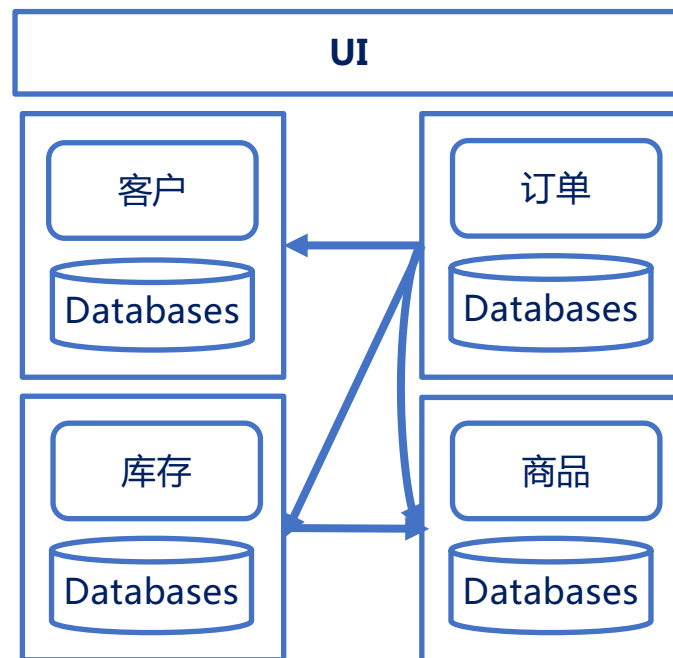 UI
客户
Databases
订单
Databases
库存
Databases
商品
Databases